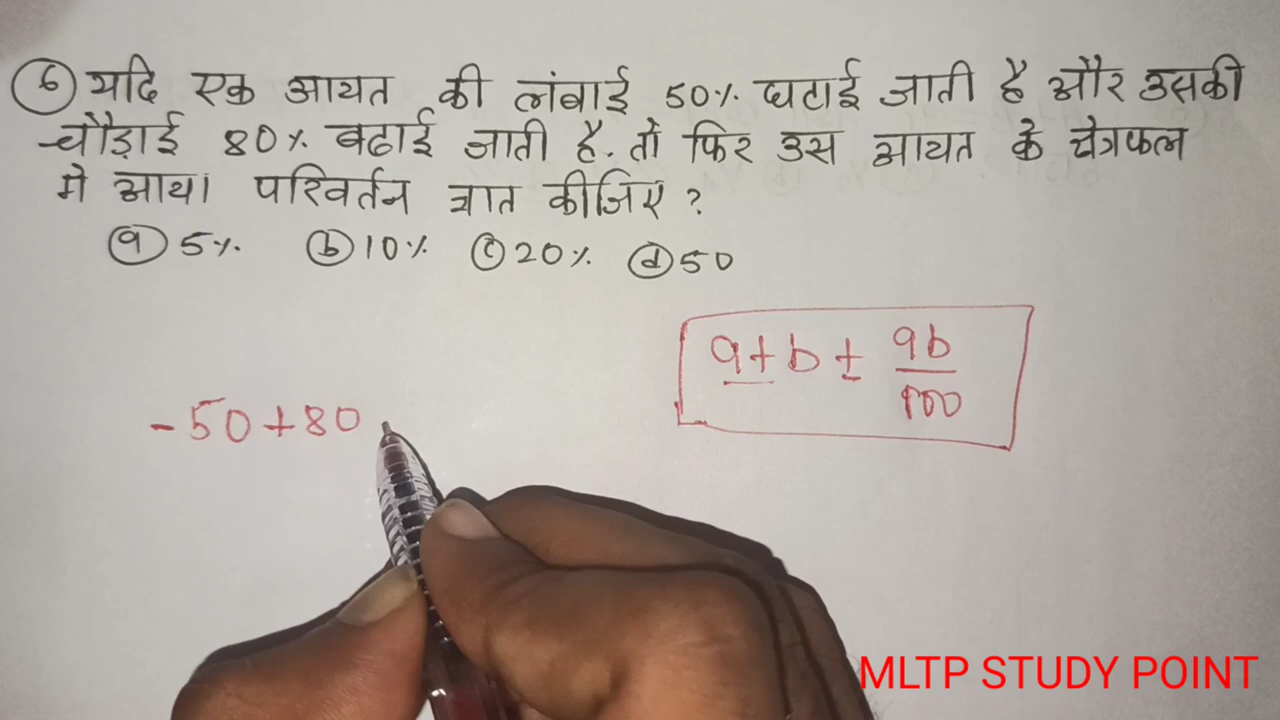 ⑥ यदि एक आयत की लंबाई 50% घटाई जाती है और उसकी
चौड़ाई 80% बढाई जाती है. तो फिर उस आयत के चेत्रफल
मे आया परिवर्तन ज्ञात कीजिए ?
ⓐ 5% ⓑ 10% ⓒ 20% ⓓ 50
a + b ± ab/100
-50+80
MLTP STUDY POINT